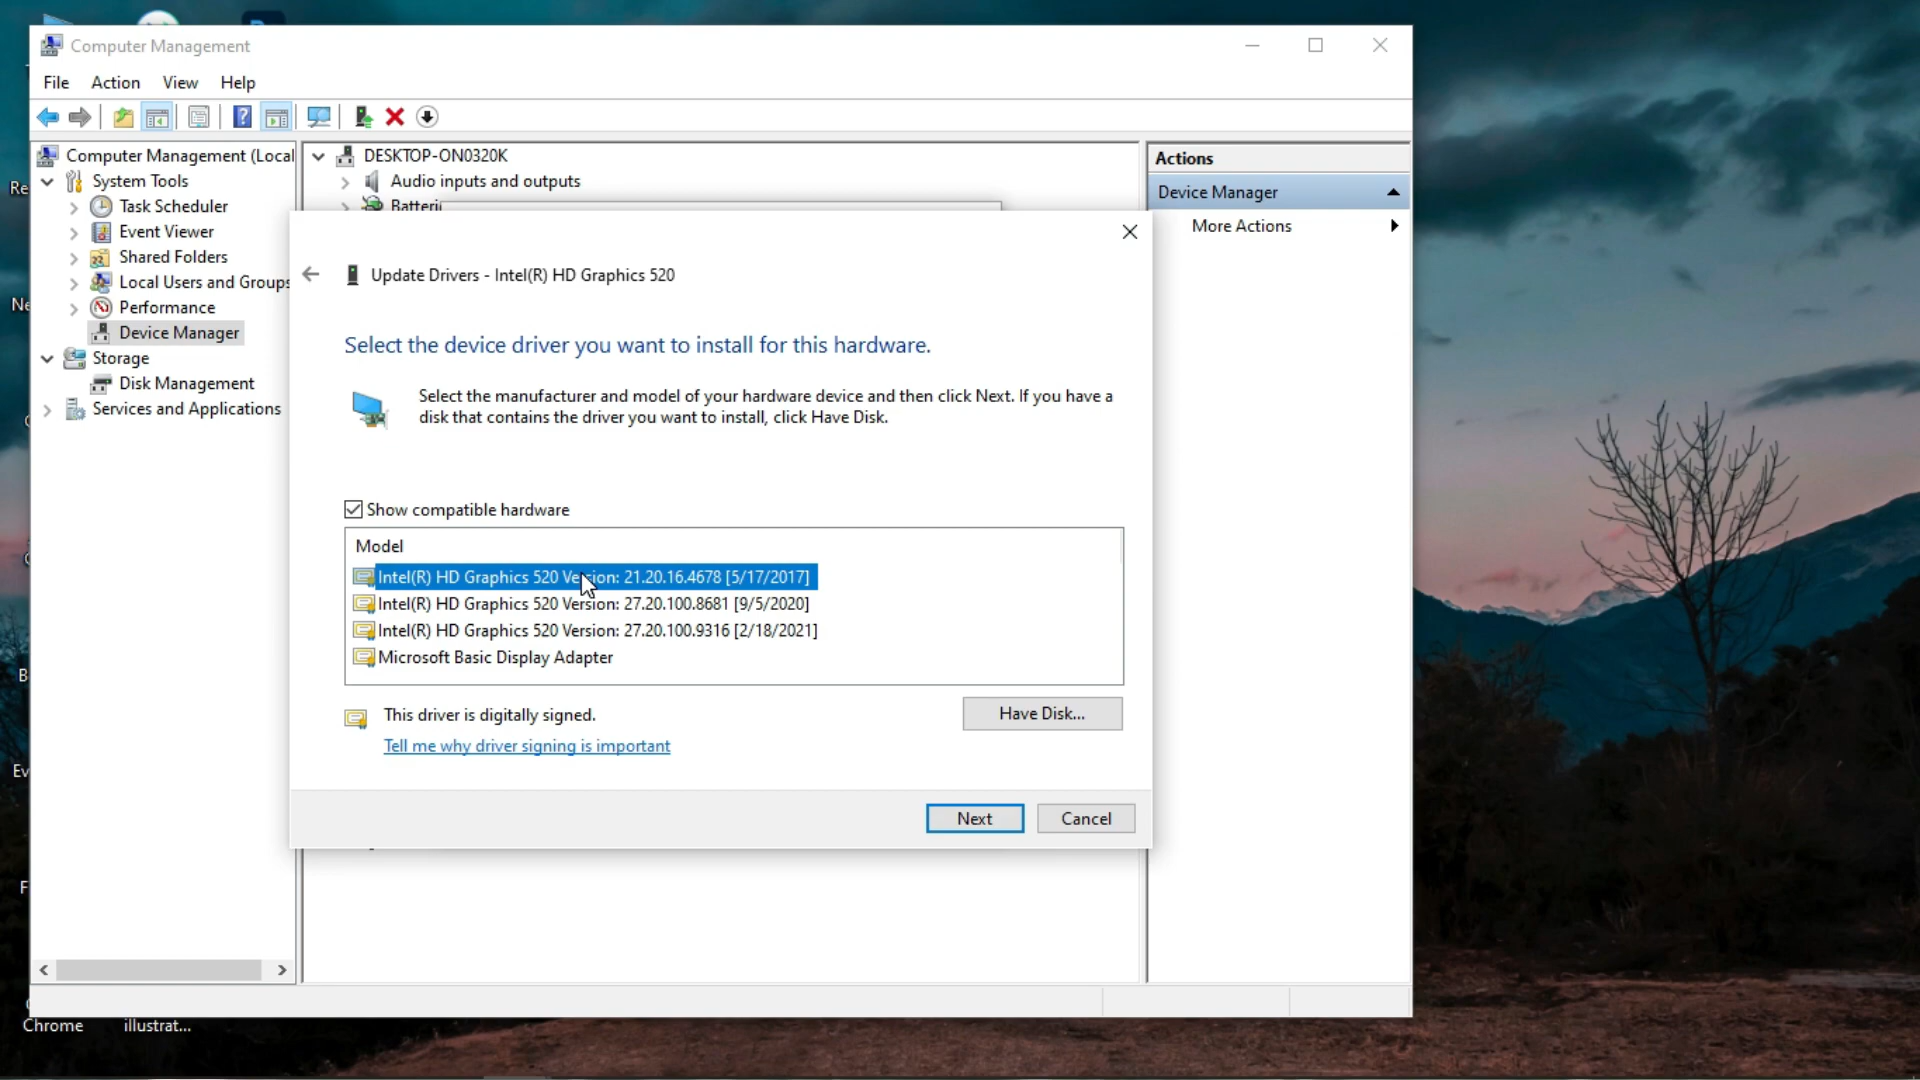 Computer Management
File Action View Help
Computer Management (Local
System Tools
Task Scheduler
Event Viewer
Shared Folders
Local Users and Groups
Performance
Device Manager
Storage
Disk Management
Services and Applications
DESKTOP-ON0320K
Audio inputs and outputs
Actions
Device Manager
More Actions
Update Drivers - Intel(R) HD Graphics 520
Select the device driver you want to install for this hardware.
Select the manufacturer and model of your hardware device and then click Next. If you have a
disk that contains the driver you want to install, click Have Disk.
Show compatible hardware
Model
Intel(R) HD Graphics 520 Version: 21.20.16.4678 [5/17/2017]
Intel(R) HD Graphics 520 Version: 27.20.100.8681 [9/5/2020]
Intel(R) HD Graphics 520 Version: 27.20.100.9316 [2/18/2021]
Microsoft Basic Display Adapter
This driver is digitally signed.
Have Disk...
Tell me why driver signing is important
Next
Cancel
Re
Ne
Ev
Chrome
illustrat...